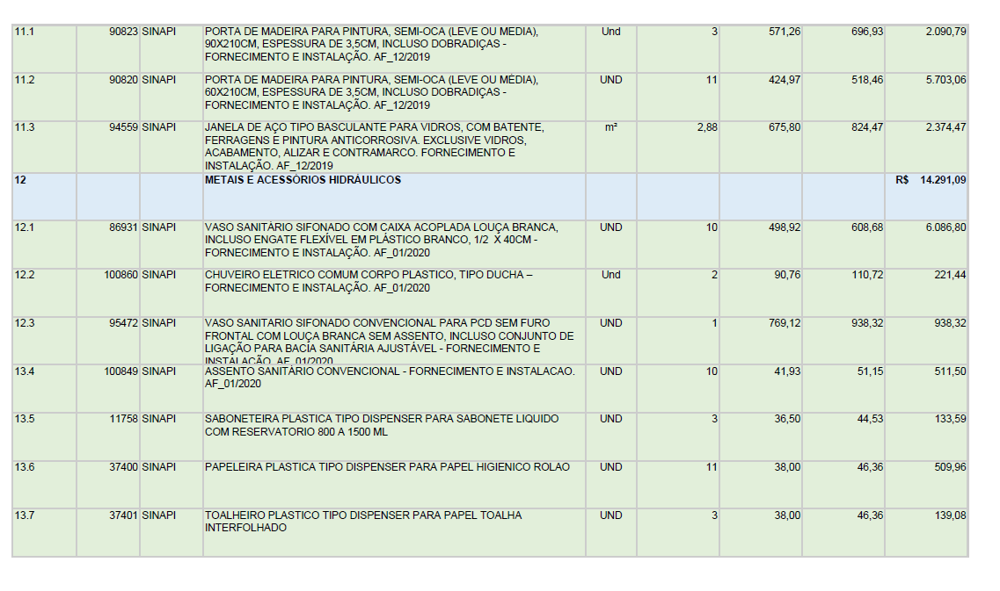 11.1 90823 SINAPI PORTA DE MADEIRA PARA PINTURA, SEMI-OCA (LEVE OU MÉDIA), Und 3 571,26 696,93 2.090,79
90X210CM, ESPESSURA DE 3,5CM, INCLUSO DOBRADIÇAS -
FORNECIMENTO E INSTALAÇÃO. AF_12/2019
11.2 90820 SINAPI PORTA DE MADEIRA PARA PINTURA, SEMI-OCA (LEVE OU MÉDIA), UND 11 424,97 518,46 5.703,06
60X210CM, ESPESSURA DE 3,5CM, INCLUSO DOBRADIÇAS -
FORNECIMENTO E INSTALAÇÃO. AF_12/2019
11.3 94559 SINAPI JANELA DE AÇO TIPO BASCULANTE PARA VIDROS, COM BATENTE, m² 2,88 675,80 824,47 2.374,47
FERRAGENS E PINTURA ANTICORROSIVA. EXCLUSIVE VIDROS,
ACABAMENTO, ALIZAR E CONTRAMARCO. FORNECIMENTO E
INSTALAÇÃO. AF_12/2019
12 METAIS E ACESSÓRIOS HIDRÁULICOS R$ 14.291,09
12.1 86931 SINAPI VASO SANITÁRIO SIFONADO COM CAIXA ACOPLADA LOUÇA BRANCA, UND 10 498,92 608,68 6.086,80
INCLUSO ENGATE FLEXÍVEL EM PLÁSTICO BRANCO, 1/2 X 40CM -
FORNECIMENTO E INSTALAÇÃO. AF_01/2020
12.2 100860 SINAPI CHUVEIRO ELETRICO COMUM CORPO PLASTICO, TIPO DUCHA – Und 2 90,76 110,72 221,44
FORNECIMENTO E INSTALAÇÃO. AF_01/2020
12.3 95472 SINAPI VASO SANITARIO SIFONADO CONVENCIONAL PARA PCD SEM FURO UND 1 769,12 938,32 938,32
FRONTAL COM LOUÇA BRANCA SEM ASSENTO, INCLUSO CONJUNTO DE
LIGAÇÃO PARA BACIA SANITÁRIA AJUSTÁVEL - FORNECIMENTO E
INSTALAÇÃO. AF_01/2020
13.4 100849 SINAPI ASSENTO SANITÁRIO CONVENCIONAL - FORNECIMENTO E INSTALACAO. UND 10 41,93 51,15 511,50
AF_01/2020
13.5 11758 SINAPI SABONETEIRA PLASTICA TIPO DISPENSER PARA SABONETE LIQUIDO UND 3 36,50 44,53 133,59
COM RESERVATORIO 800 A 1500 ML
13.6 37400 SINAPI PAPELEIRA PLASTICA TIPO DISPENSER PARA PAPEL HIGIENICO ROLAO UND 11 38,00 46,36 509,96
13.7 37401 SINAPI TOALHEIRO PLASTICO TIPO DISPENSER PARA PAPEL TOALHA UND 3 38,00 46,36 139,08
INTERFOLHADO